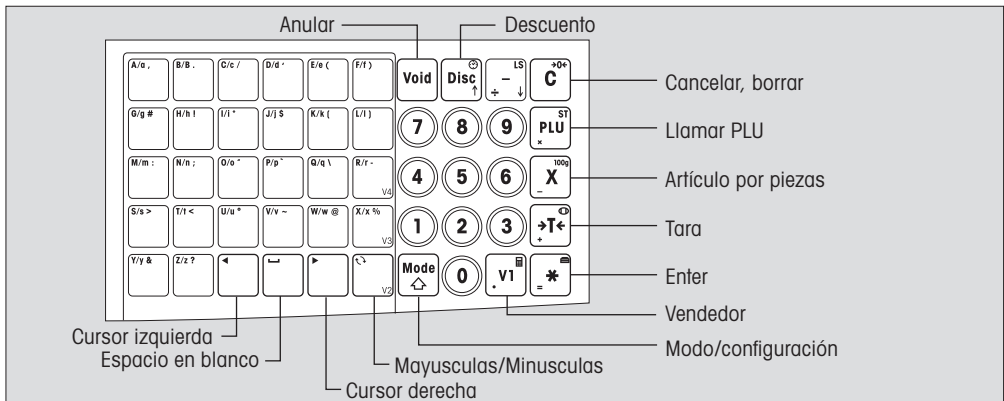 Anular
Descuento
A/a ,
B/B .
C/c /
D/d '
E/e (
F/f )
Void
Disc ↑
LS
− ÷ ↓
→0←
C
Cancelar, borrar
G/g #
H/h !
I/i "
J/j $
K/k (
L/l )
7
8
9
ST
PLU
×
Llamar PLU
M/m :
N/n ;
O/o ¨
P/p ˜
Q/q \
R/r -
V4
4
5
6
100g
X
−
Artículo por piezas
S/s >
T/t <
U/u °
V/v ~
W/w @
X/x %
V3
1
2
3
→T←
+
Tara
Y/y &
Z/z ?
V2
Mode
0
V1
.
*
=
Enter
Vendedor
Cursor izquierda
Modo/configuración
Espacio en blanco
Mayusculas/Minusculas
Cursor derecha